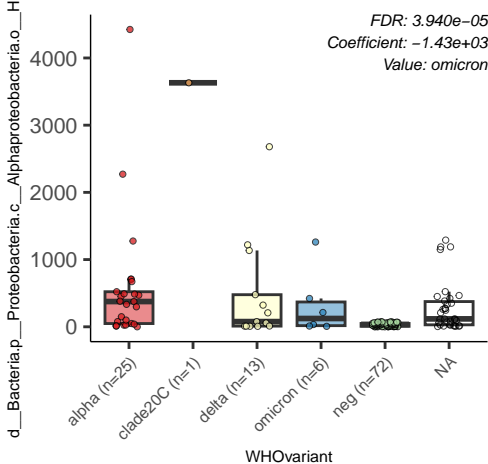 FDR: 3.940e−05
Coefficient: −1.43e+03
Value: omicron
d__Bacteria.p__Proteobacteria.c__Alphaproteobacteria.o__H
4000
3000
2000
1000
0
alpha (n=25)
clade20C (n=1)
delta (n=13)
omicron (n=6)
neg (n=72)
NA
WHOvariant